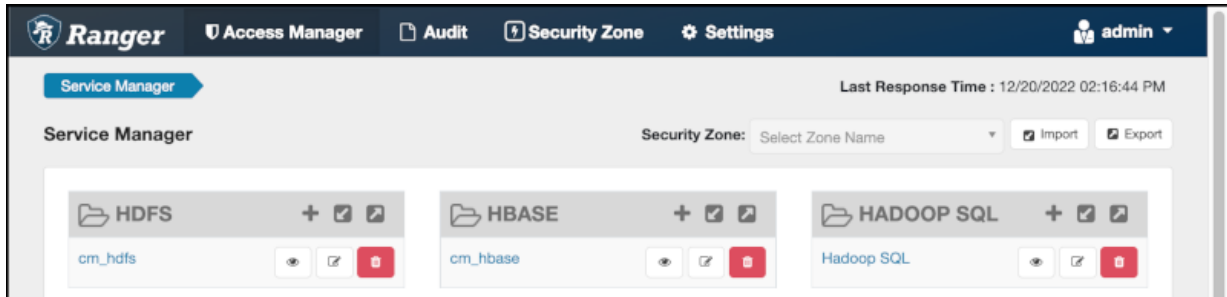 Ranger Access Manager Audit Security Zone Settings admin
Service Manager Last Response Time : 12/20/2022 02:16:44 PM
Service Manager Security Zone: Select Zone Name Import Export
HDFS HBASE HADOOP SQL
cm_hdfs cm_hbase Hadoop SQL